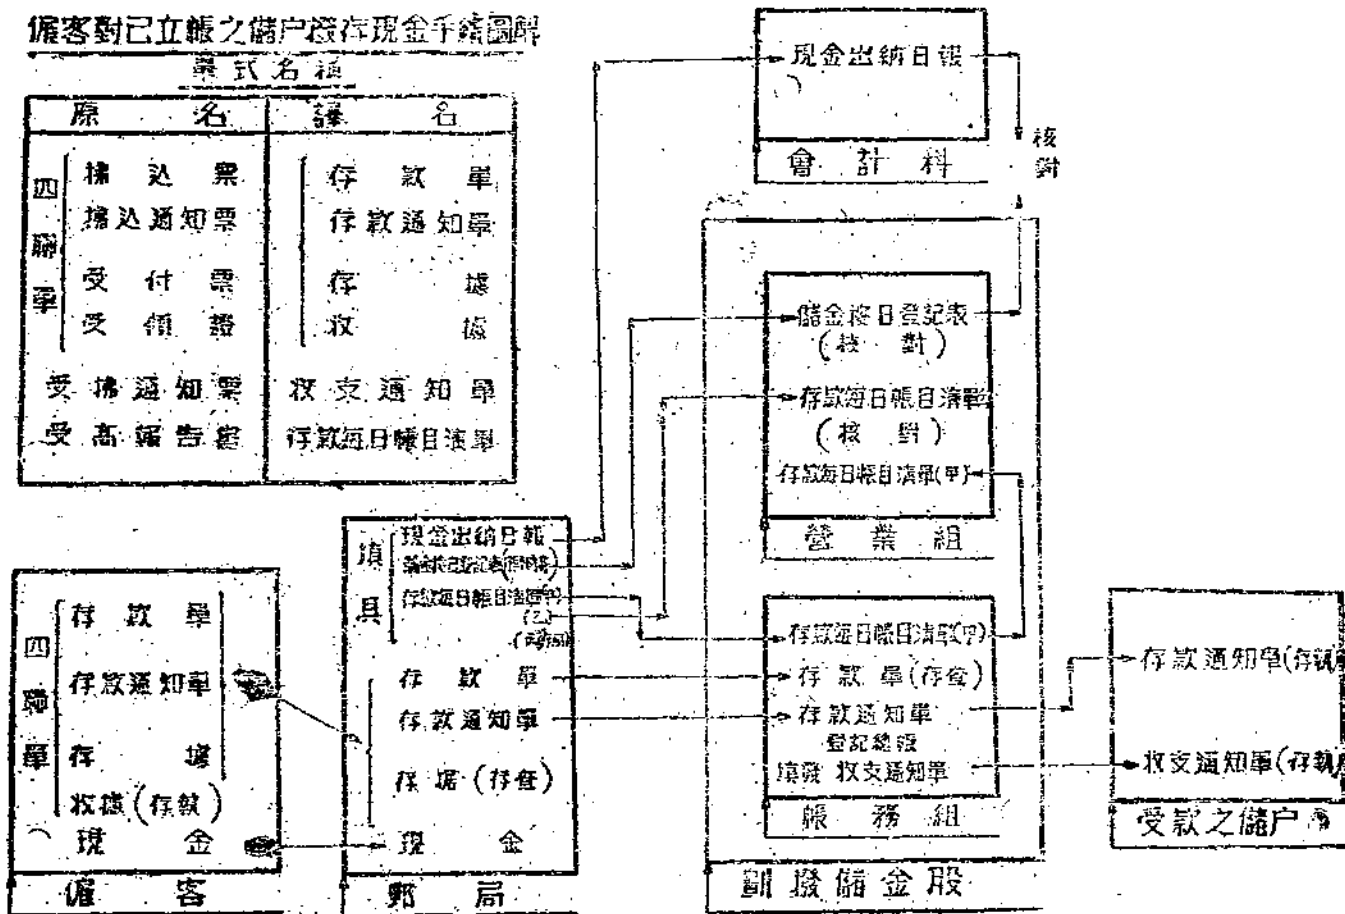 僱客對已立帳之儲户撥存現金手續圖解
單式名稱
原名 譯名
四聯單
拂込票 存款單
拂込通知票 存款通知單
受付票 存據
受領證 收據
受拂通知票 收支通知單
受高報告書 存款每日帳目清單
現金出納日報
會計科
核對
儲金按日登記表
(核對)
存款每日帳目清單
(核對)
存款每日帳目清單(甲)
營業組
存款每日帳目清單(甲)
存款單(存查)
存款通知單
登記總帳
填發 收支通知單
帳務組
劃撥儲金股
填具
現金出納日報
存款每日帳目清單(甲)
(乙)
存款單
存款通知單
存據(存查)
現金
郵局
四聯單
存款單
存款通知單
存據
收據(存執)
現金
僱客
存款通知單(存執)
收支通知單(存執)
受款之儲户